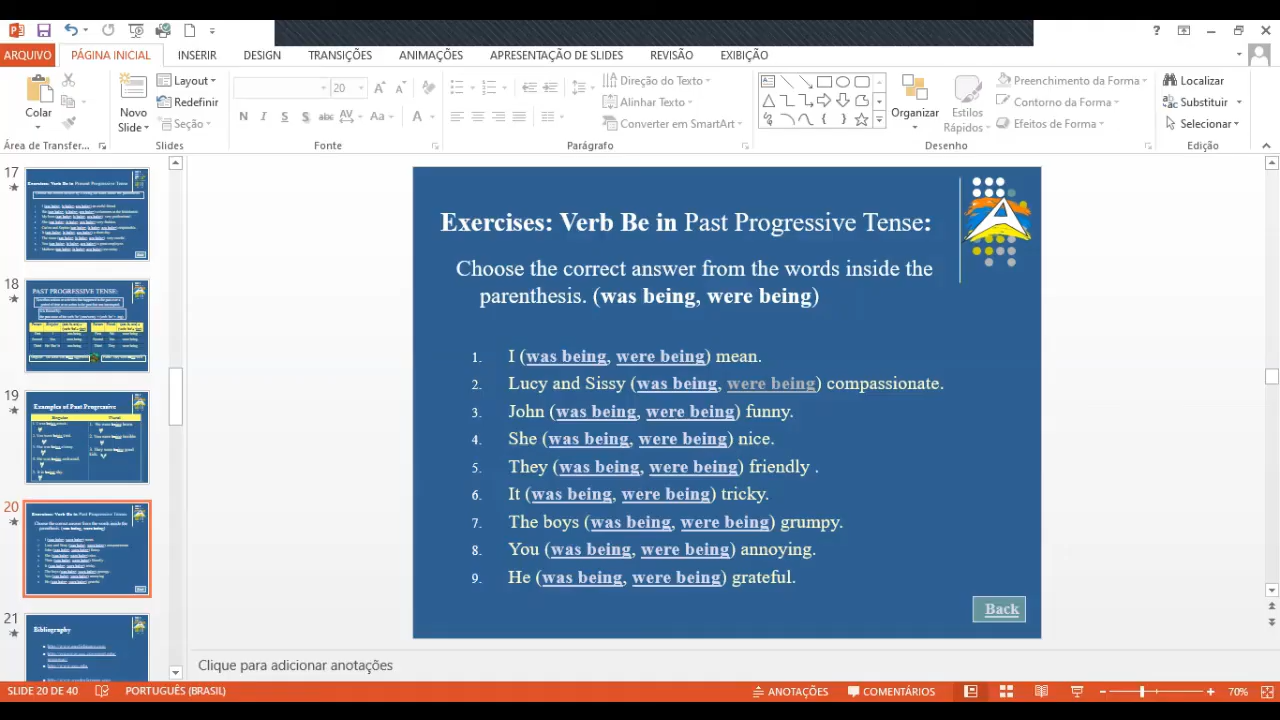 ARQUIVO PÁGINA INICIAL INSERIR DESIGN TRANSIÇÕES ANIMAÇÕES APRESENTAÇÃO DE SLIDES REVISÃO EXIBIÇÃO
Colar
Área de Transfer...
Novo
Slide
Layout
Redefinir
Seção
Slides
20
Fonte
Direção do Texto
Alinhar Texto
Converter em SmartArt
Parágrafo
Organizar
Estilos
Rápidos
Preenchimento da Forma
Contorno da Forma
Efeitos de Forma
Desenho
Localizar
Substituir
Selecionar
Edição
17
18
PAST PROGRESSIVE TENSE:
19
Examples of Past Progressive
20
21
Bibliography
Exercises: Verb Be in Past Progressive Tense
Choose the correct answer from the words inside the
parenthesis. (was being, were being)
1. I (was being, were being) mean.
2. Lucy and Sissy (was being, were being) compassionate.
3. John (was being, were being) funny.
4. She (was being, were being) nice.
5. They (was being, were being) friendly .
6. It (was being, were being) tricky.
7. The boys (was being, were being) grumpy.
8. You (was being, were being) annoying.
9. He (was being, were being) grateful.
Back
Clique para adicionar anotações
SLIDE 20 DE 40 PORTUGUÊS (BRASIL) ANOTAÇÕES COMENTÁRIOS 70%